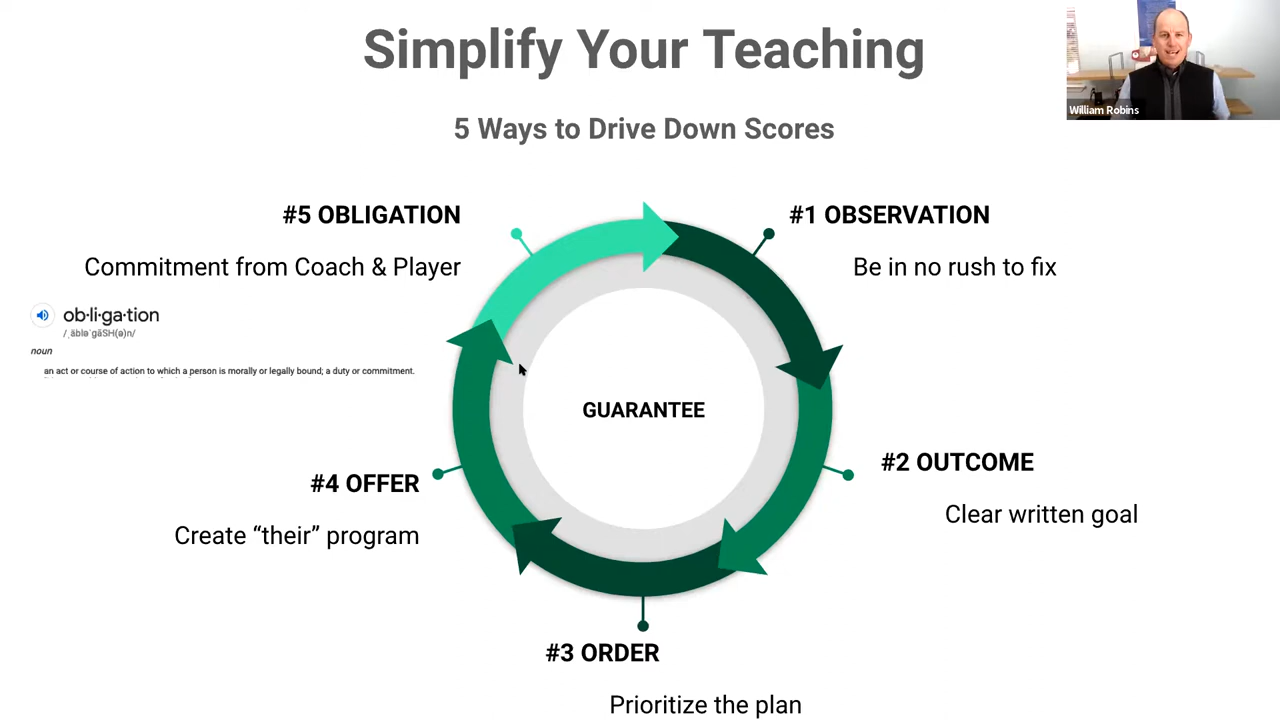 Simplify Your Teaching
5 Ways to Drive Down Scores
William Robins
#5 OBLIGATION
Commitment from Coach & Player
ob·li·ga·tion
/ˌäbləˈɡāSH(ə)n/
noun
an act or course of action to which a person is morally or legally bound; a duty or commitment.
#1 OBSERVATION
Be in no rush to fix
GUARANTEE
#2 OUTCOME
Clear written goal
#4 OFFER
Create “their” program
#3 ORDER
Prioritize the plan